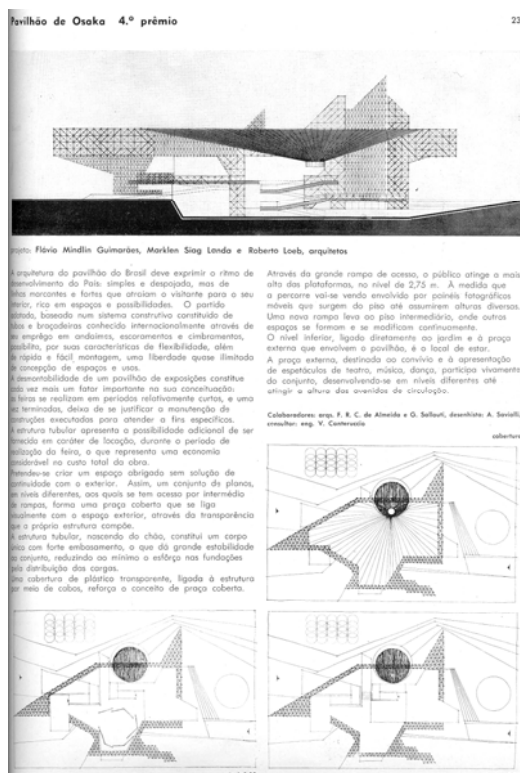 Pavilhão de Osaka 4.º prêmio
23
projeto: Flávio Mindlin Guimarães, Marklen Siag Landa e Roberto Loeb, arquitetos
A arquitetura do pavilhão do Brasil deve exprimir o ritmo de
desenvolvimento do País: simples e despojada, mas de
linhas marcantes e fortes que atraiam o visitante para o seu
interior, rico em espaços e possibilidades. O partido
adotado, baseado num sistema construtivo constituído de
tubos e braçadeiras conhecido internacionalmente através de
seu emprêgo em andaimes, escoramentos e cimbramentos,
possibilita, por suas características de flexibilidade, além
de rápida e fácil montagem, uma liberdade quase ilimitada
de concepção de espaços e usos.
A desmontabilidade de um pavilhão de exposições constitue
cada vez mais um fator importante na sua conceituação:
as feiras se realizam em períodos relativamente curtos, e uma
vez terminadas, deixa de se justificar a manutenção de
construções executadas para atender a fins específicos.
A estrutura tubular apresenta a possibilidade adicional de ser
fornecida em caráter de locação, durante o período de
realização da feira, o que representa uma economia
considerável no custo total da obra.
Pretendeu-se criar um espaço obrigado sem solução de
continuidade com o exterior. Assim, um conjunto de planos,
em níveis diferentes, aos quais se tem acesso por intermédio
de rampas, forma uma praça coberta que se liga
visualmente com o espaço exterior, através da transparência
que a própria estrutura compõe.
A estrutura tubular, nascendo do chão, constitui um corpo
único com forte embasamento, o que dá grande estabilidade
ao conjunto, reduzindo ao mínimo o esfôrço nas fundações
pela distribuição das cargas.
Uma cobertura de plástico transparente, ligada à estrutura
por meio de cabos, reforça o conceito de praça coberta.
Através da grande rampa de acesso, o público atinge a mais
alta das plataformas, no nível de 2,75 m. À medida que
a percorre vai-se vendo envolvido por painéis fotográficos
móveis que surgem do piso até assumirem alturas diversas.
Uma nova rampa leva ao piso intermediário, onde outros
espaços se formam e se modificam continuamente.
O nível inferior, ligado diretamente ao jardim e à praça
externa que envolvem o pavilhão, é o local de estar.
A praça externa, destinada ao convívio e à apresentação
de espetáculos de teatro, música, dança, participa vivamente
do conjunto, desenvolvendo-se em níveis diferentes até
atingir a altura das avenidas de circulação.
Colaboradores: arqs. F. R. C. de Almeida e G. Sallouti, desenhista: A. Savialli,
consultor: eng. V. Canteruccio
cobertura